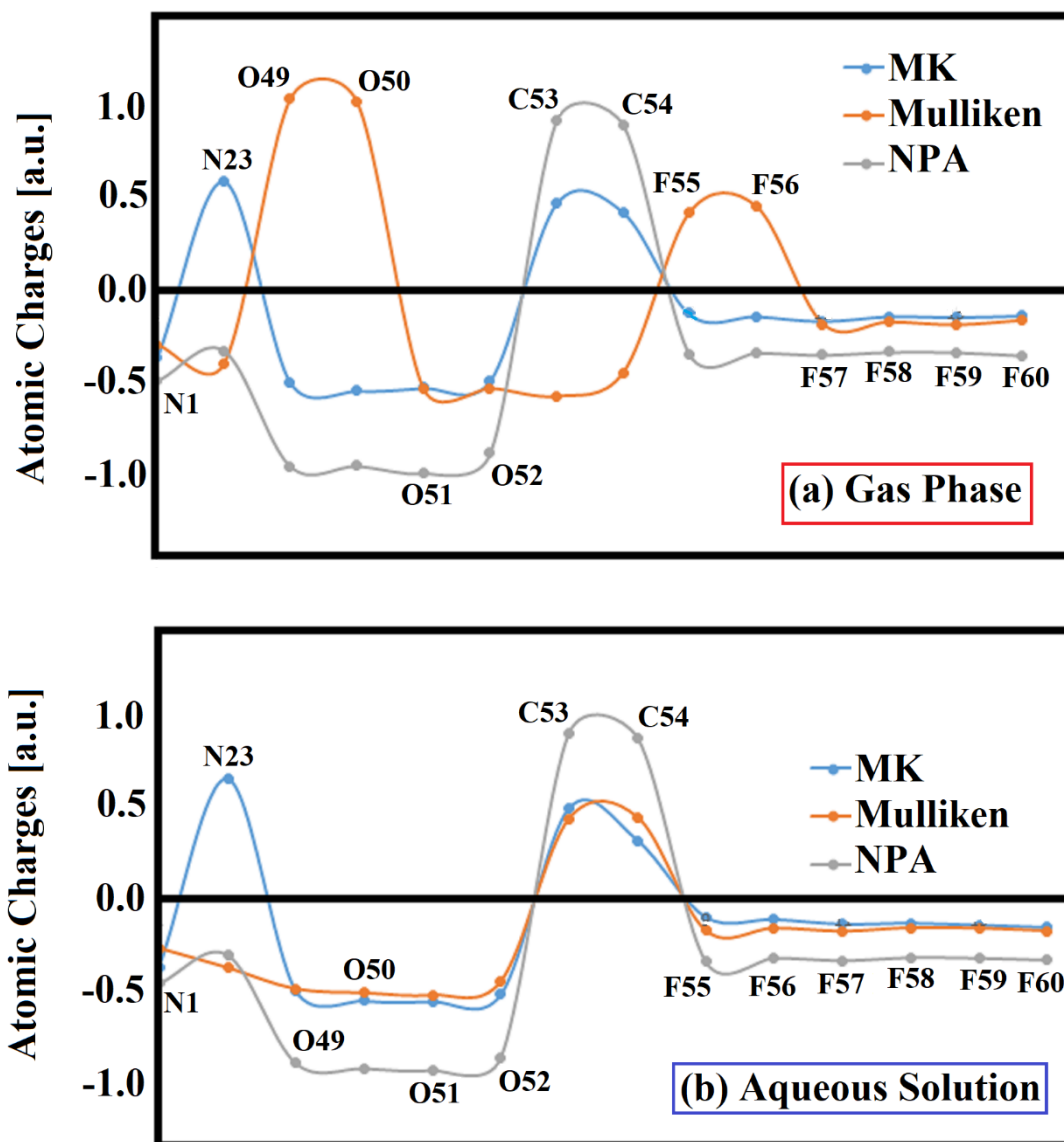 O49
O50
C53
C54
MK
Mulliken
NPA
1.0
N23
F55
F56
0.5
0.0
-0.5
N1
-1.0
O51
O52
F57
F58
F59
F60
Atomic Charges [a.u.]
(a) Gas Phase
C53
C54
1.0
N23
MK
Mulliken
NPA
0.5
0.0
-0.5
N1
O50
O49
-1.0
O51
O52
F55
F56
F57
F58
F59
F60
Atomic Charges [a.u.]
(b) Aqueous Solution